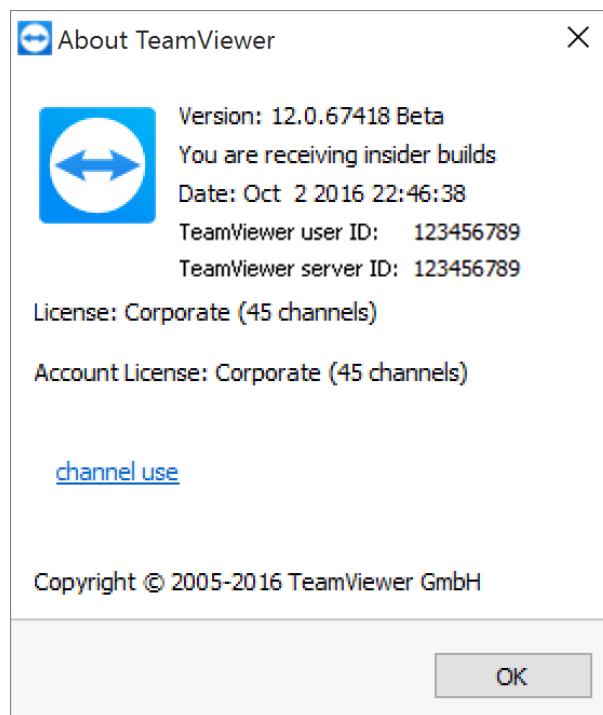 About TeamViewer
Version: 12.0.67418 Beta
You are receiving insider builds
Date: Oct  2 2016 22:46:38
TeamViewer user ID: 123456789
TeamViewer server ID: 123456789
License: Corporate (45 channels)
Account License: Corporate (45 channels)
channel use
Copyright © 2005-2016 TeamViewer GmbH
OK